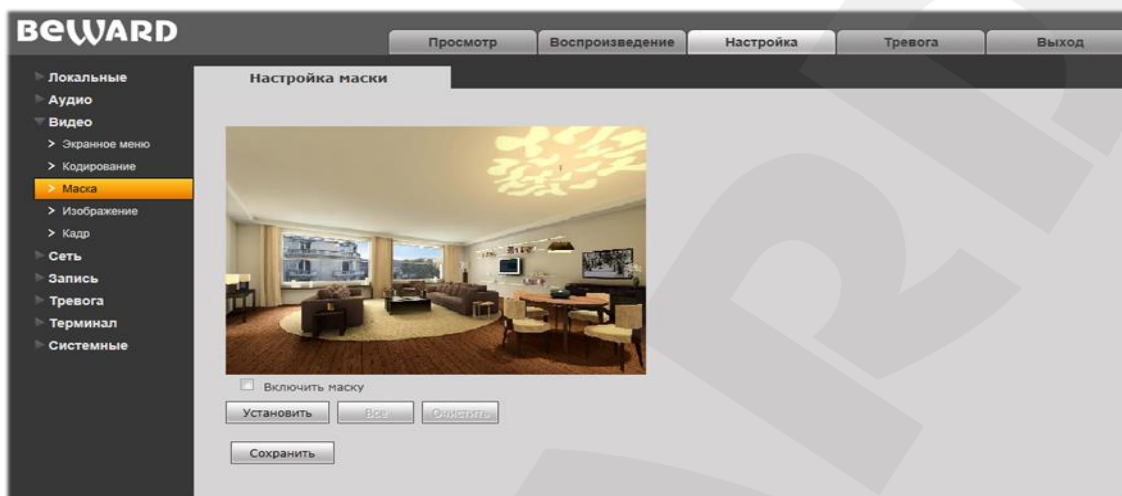 BEWARD
Просмотр
Воспроизведение
Настройка
Тревога
Выход
Локальные
Аудио
Видео
> Экранное меню
> Кодирование
> Маска
> Изображение
> Кадр
Сеть
Запись
Тревога
Терминал
Системные
Настройка маски
Включить маску
Установить
Все
Очистить
Сохранить